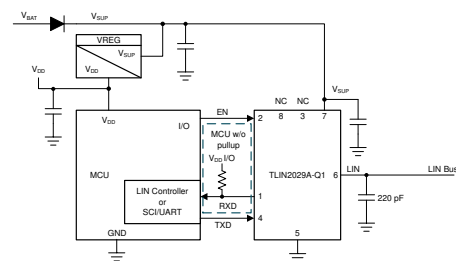 VBAT
VSUP
VREG
VSUP
VDD
VDD
VSUP
NC NC
8 3 7
VDD
I/O
EN
2
MCU w/o
pullup
VDD I/O
MCU
TLIN2029A-Q1
6
LIN
LIN Bus
LIN Controller
or
SCI/UART
1
RXD
220 pF
4
TXD
GND
5